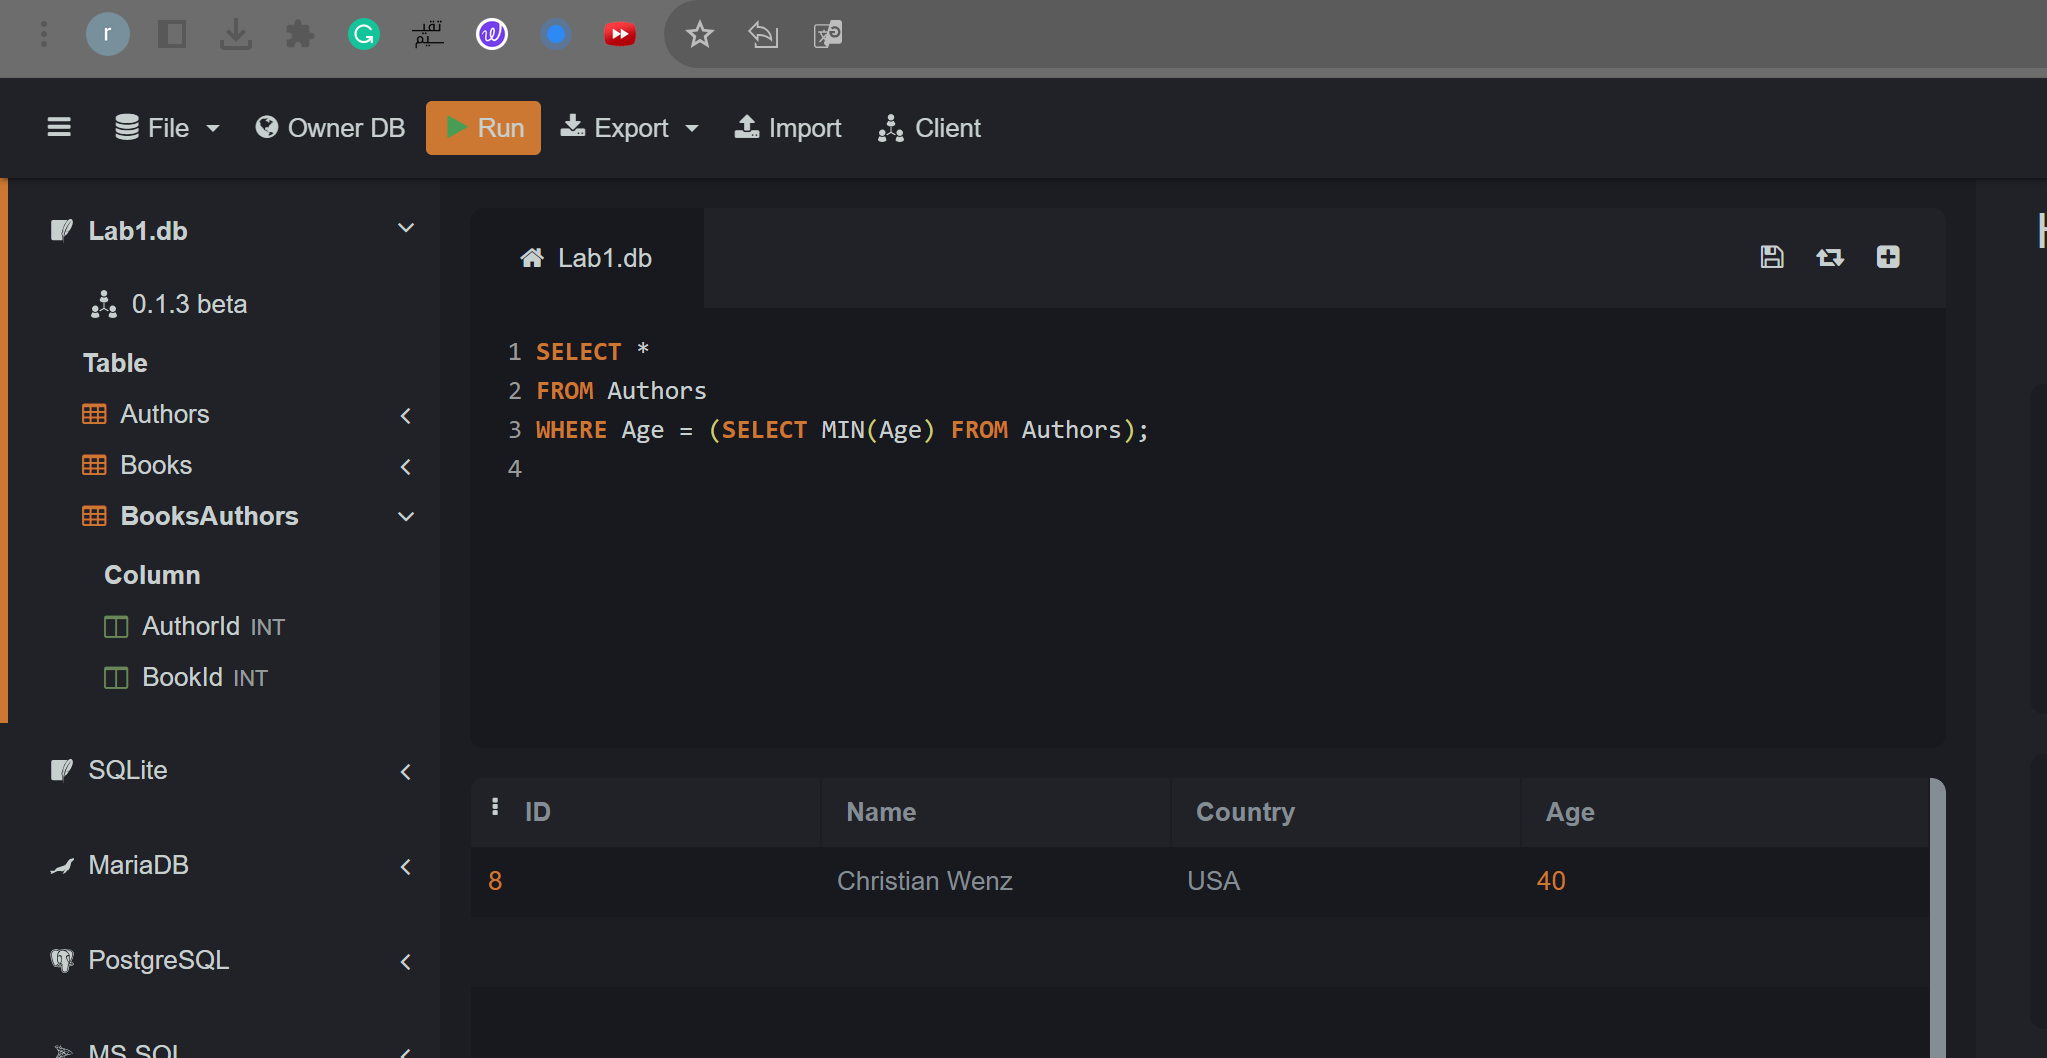 r
تقييم
File
Owner DB
Run
Export
Import
Client
Lab1.db
0.1.3 beta
Table
Authors
Books
BooksAuthors
Column
AuthorId INT
BookId INT
SQLite
MariaDB
PostgreSQL
MS SQL
Lab1.db
1 SELECT *
2 FROM Authors
3 WHERE Age = (SELECT MIN(Age) FROM Authors);
4
ID Name Country Age
8 Christian Wenz USA 40